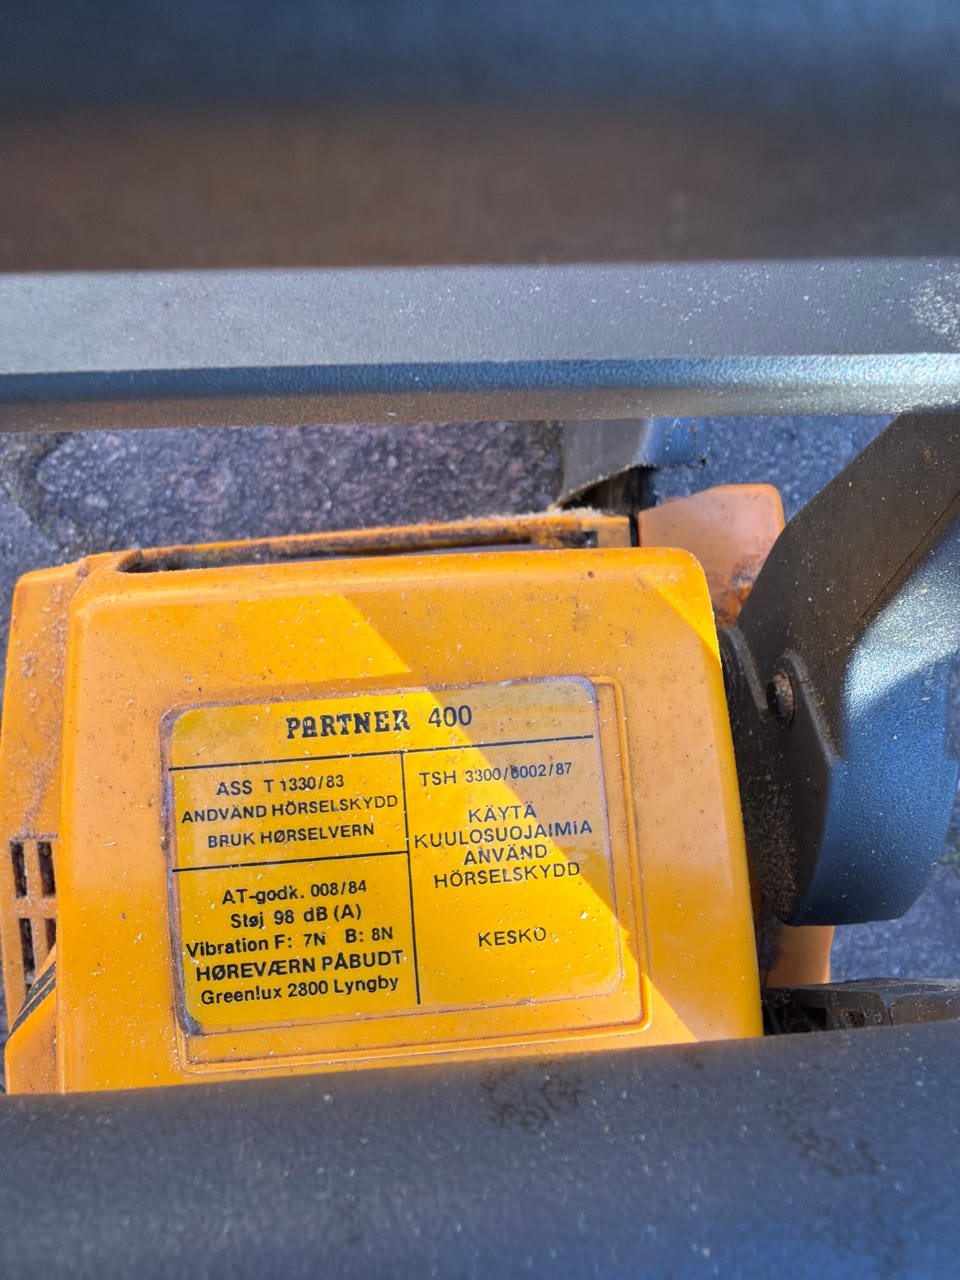 PARTNER 400
ASS T 1330/83
ANDVÄND HÖRSELSKYDD
BRUK HØRSELVERN
AT-godk. 008/84
Støj 98 dB (A)
Vibration F: 7N B: 8N
HØREVÆRN PÅBUDT
Greenlux 2800 Lyngby
TSH 3300/6002/87
KÄYTÄ
KUULOSUOJAIMIA
ANVÄND
HÖRSELSKYDD
KESKO